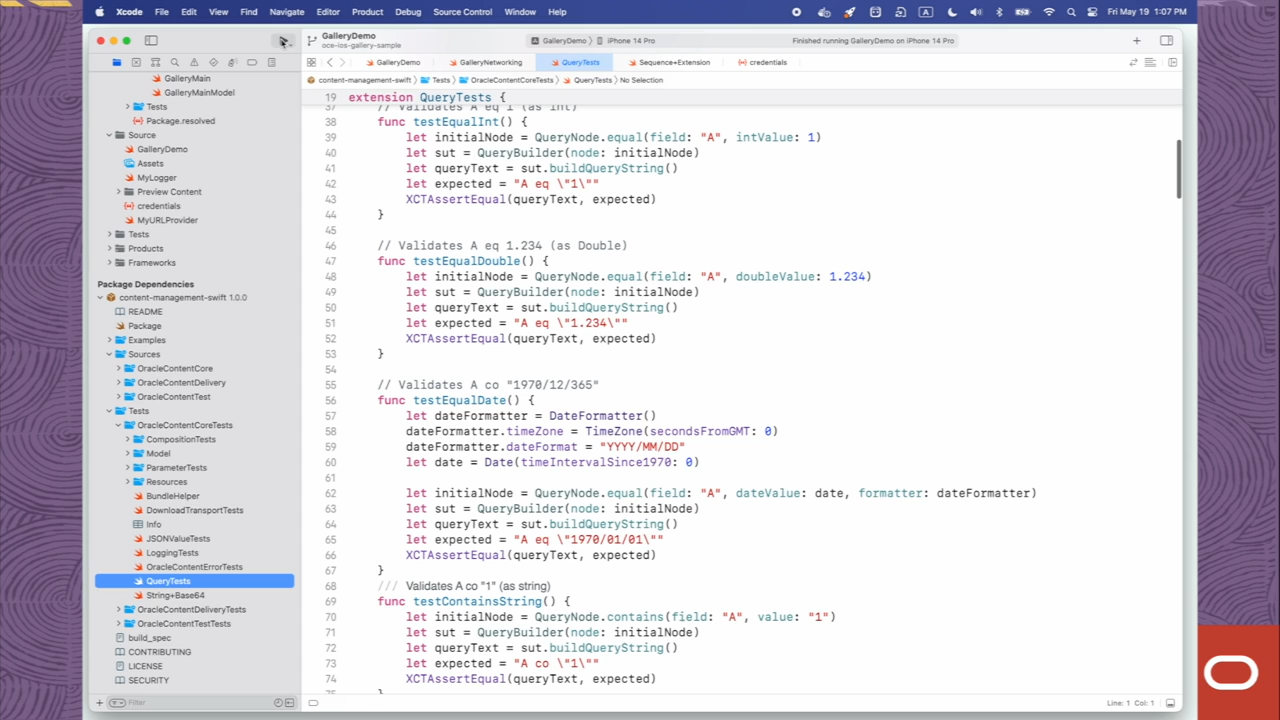 Xcode File Edit View Find Navigate Editor Product Debug Source Control Window Help
A
Fri May 19 1:07 PM
GalleryDemo
oce-ios-gallery-sample
GalleryDemo
iPhone 14 Pro
Finished running GalleryDemo on iPhone 14 Pro
GalleryDemo
GalleryNetworking
QueryTests
Sequence+Extension
credentials
content-management-swift
Tests
OracleContentCoreTests
QueryTests
No Selection
GalleryMain
GalleryMainModel
Tests
Package.resolved
Source
GalleryDemo
Assets
MyLogger
Preview Content
credentials
MyURLProvider
Tests
Products
Frameworks
Package Dependencies
content-management-swift 1.0.0
README
Package
Examples
Sources
OracleContentCore
OracleContentDelivery
OracleContentTest
Tests
OracleContentCoreTests
CompositionTests
Model
ParameterTests
Resources
BundleHelper
DownloadTransportTests
Info
JSONValueTests
LoggingTests
OracleContentErrorTests
QueryTests
String+Base64
OracleContentDeliveryTests
OracleContentTestTests
build_spec
CONTRIBUTING
LICENSE
SECURITY
Filter
19 extension QueryTests {
37 // Validates A eq 1 (as int)
38 func testEqualInt() {
39 let initialNode = QueryNode.equal(field: "A", intValue: 1)
40 let sut = QueryBuilder(node: initialNode)
41 let queryText = sut.buildQueryString()
42 let expected = "A eq \"1\""
43 XCTAssertEqual(queryText, expected)
44 }
45
46 // Validates A eq 1.234 (as Double)
47 func testEqualDouble() {
48 let initialNode = QueryNode.equal(field: "A", doubleValue: 1.234)
49 let sut = QueryBuilder(node: initialNode)
50 let queryText = sut.buildQueryString()
51 let expected = "A eq \"1.234\""
52 XCTAssertEqual(queryText, expected)
53 }
54
55 // Validates A co "1970/12/365"
56 func testEqualDate() {
57 let dateFormatter = DateFormatter()
58 dateFormatter.timeZone = TimeZone(secondsFromGMT: 0)
59 dateFormatter.dateFormat = "YYYY/MM/DD"
60 let date = Date(timeIntervalSince1970: 0)
61
62 let initialNode = QueryNode.equal(field: "A", dateValue: date, formatter: dateFormatter)
63 let sut = QueryBuilder(node: initialNode)
64 let queryText = sut.buildQueryString()
65 let expected = "A eq \"1970/01/01\""
66 XCTAssertEqual(queryText, expected)
67 }
68 /// Validates A co "1" (as string)
69 func testContainsString() {
70 let initialNode = QueryNode.contains(field: "A", value: "1")
71 let sut = QueryBuilder(node: initialNode)
72 let queryText = sut.buildQueryString()
73 let expected = "A co \"1\""
74 XCTAssertEqual(queryText, expected)
75 }
Line: 1 Col: 1